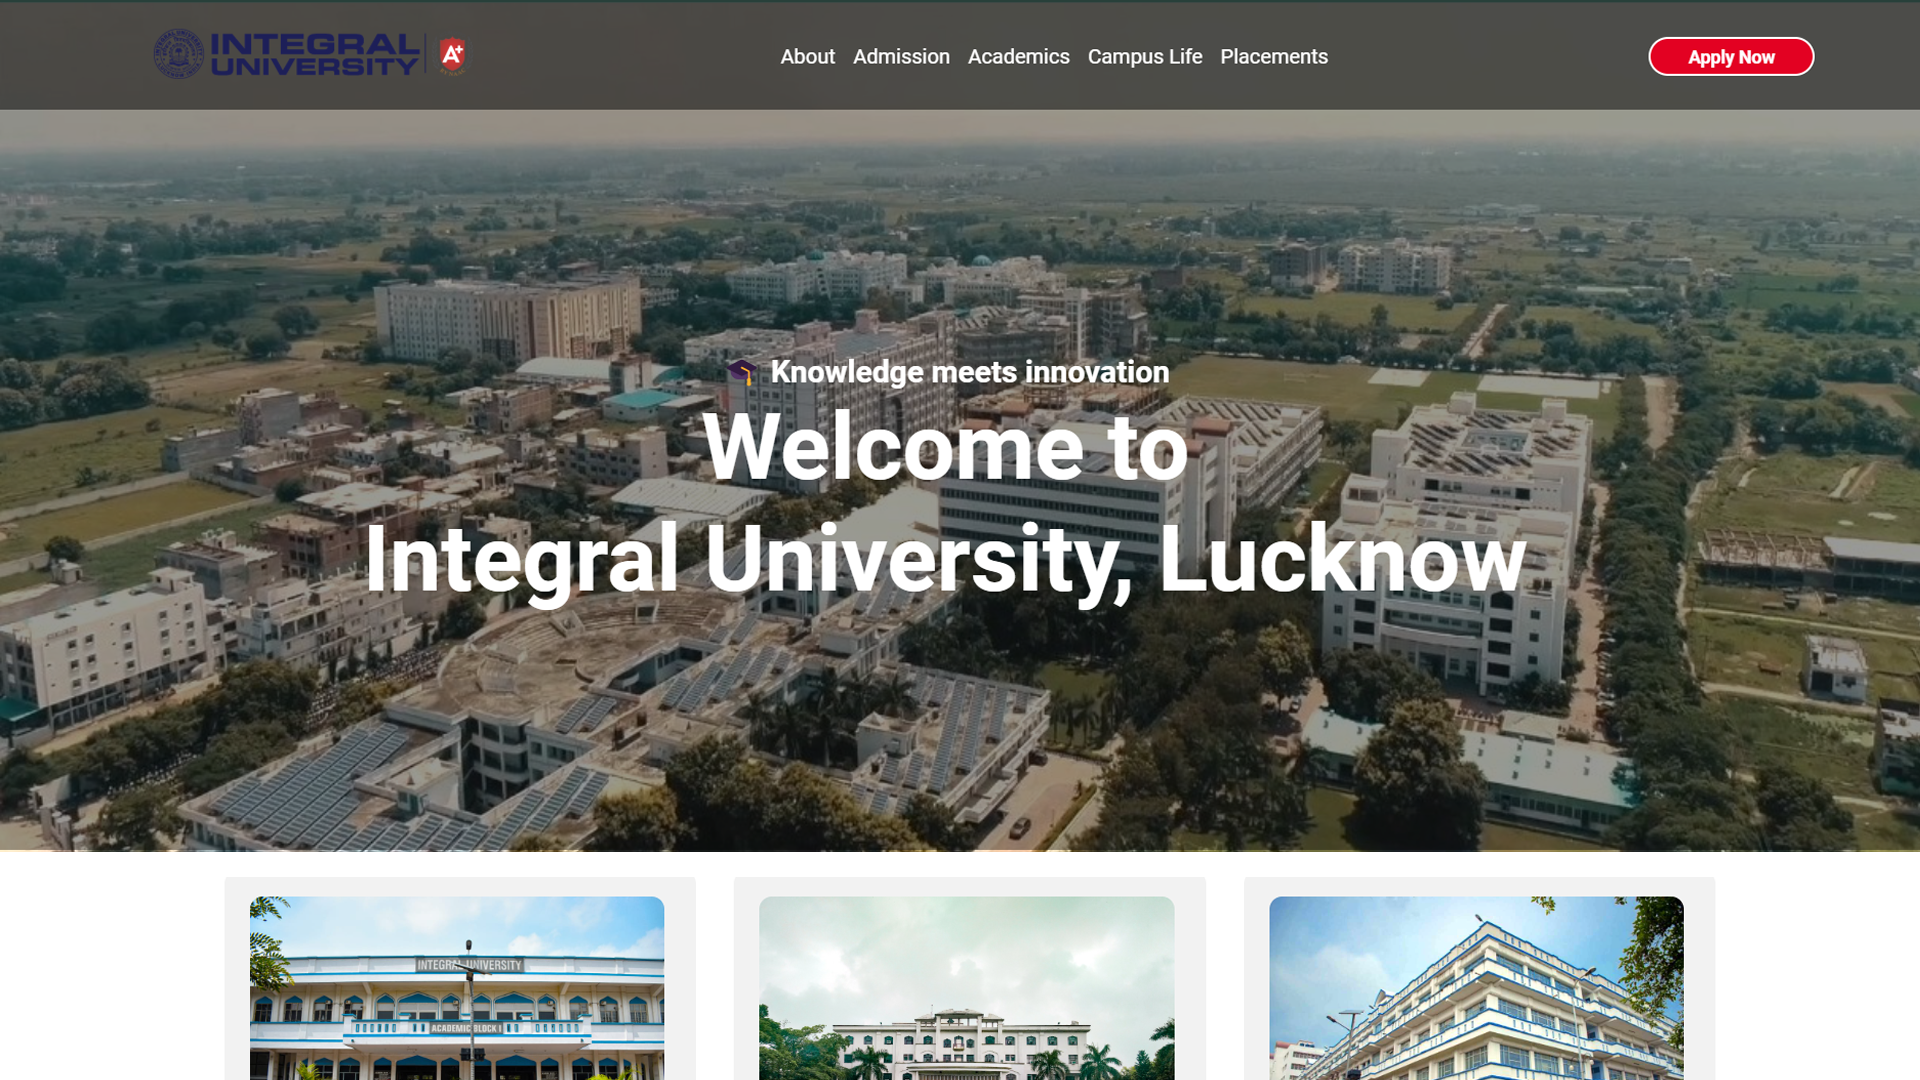 INTEGRAL
UNIVERSITY
A+
About Admission Academics Campus Life Placements
Apply Now
Knowledge meets innovation
Welcome to
Integral University, Lucknow
INTEGRAL UNIVERSITY
ACADEMIC BLOCK I